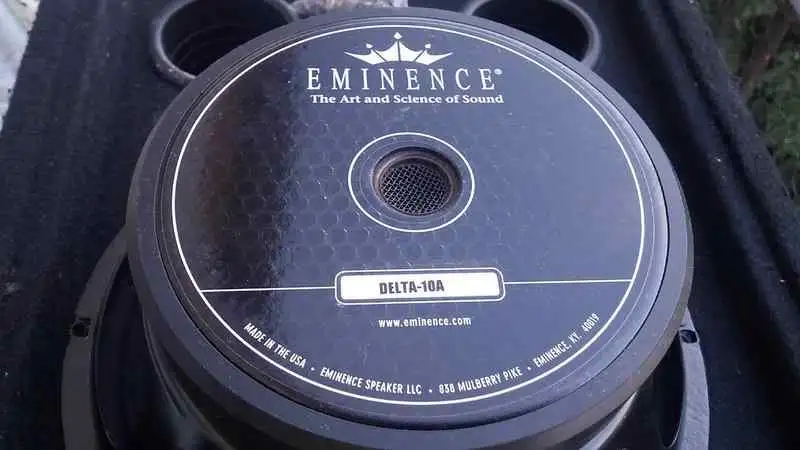 EMINENCE®
The Art and Science of Sound
DELTA-10A
www.eminence.com
MADE IN THE USA • EMINENCE SPEAKER LLC • 838 MULBERRY PIKE • EMINENCE, KY. 40019